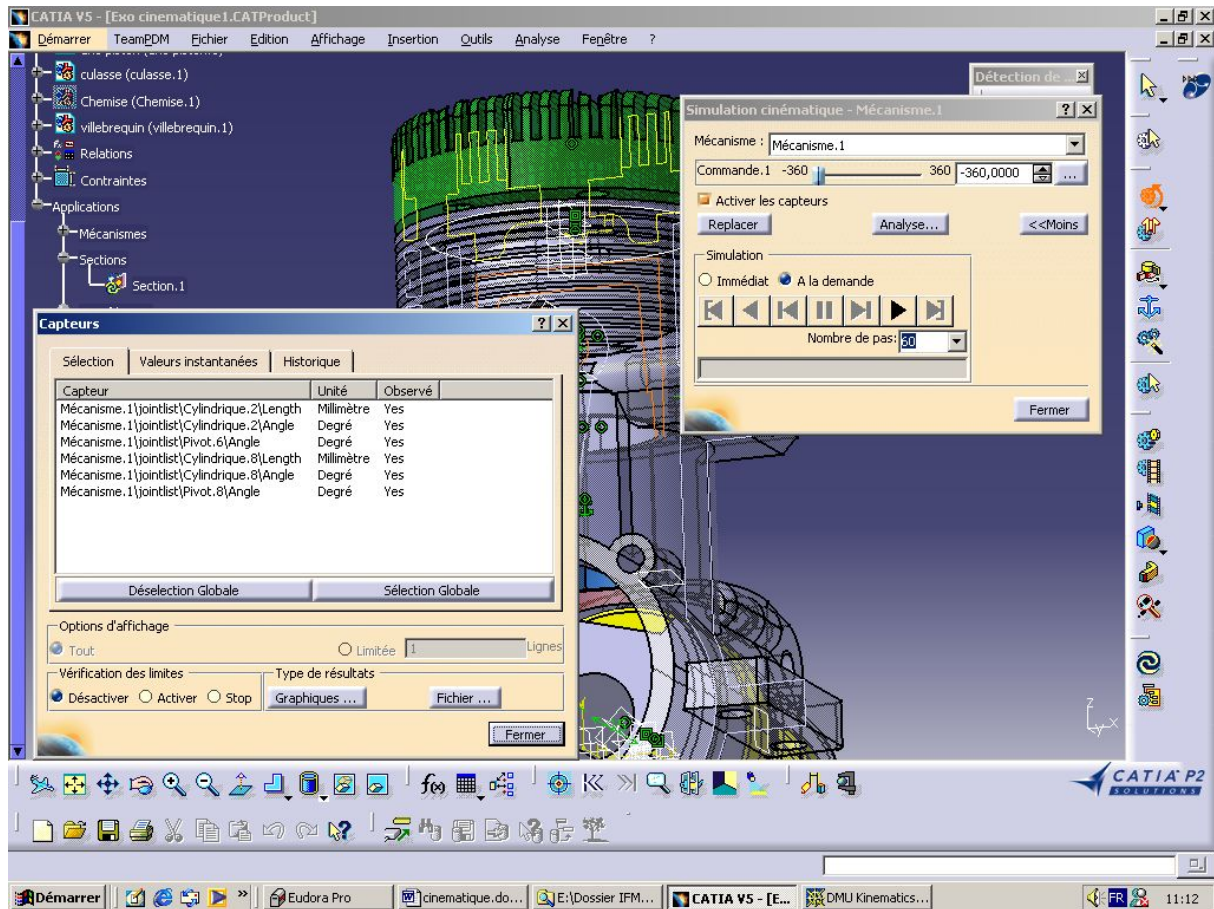 CATIA V5 - [Exo cinematique1.CATProduct]
Démarrer TeamPDM Fichier Edition Affichage Insertion Outils Analyse Fenêtre ?
culasse (culasse.1)
Chemise (Chemise.1)
villebrequin (villebrequin.1)
Relations
Contraintes
Applications
Mécanismes
Sections
Section.1
Détection de ...
Simulation cinématique - Mécanisme.1
Mécanisme : Mécanisme.1
Commande.1 -360 360 -360,0000 ...
Activer les capteurs
Replacer Analyse... <<Moins
Simulation
Immédiat A la demande
Nombre de pas: 60
Fermer
Capteurs
Sélection Valeurs instantanées Historique
Capteur Unité Observé
Mécanisme.1\jointlist\Cylindrique.2\Length Millimètre Yes
Mécanisme.1\jointlist\Cylindrique.2\Angle Degré Yes
Mécanisme.1\jointlist\Pivot.6\Angle Degré Yes
Mécanisme.1\jointlist\Cylindrique.8\Length Millimètre Yes
Mécanisme.1\jointlist\Cylindrique.8\Angle Degré Yes
Mécanisme.1\jointlist\Pivot.8\Angle Degré Yes
Déselection Globale Sélection Globale
Options d'affichage
Tout Limitée 1 Lignes
Vérification des limites Type de résultats
Désactiver Activer Stop Graphiques ... Fichier ...
Fermer
z
y x
f(x)
CATIA P2
SOLUTIONS
Démarrer » Eudora Pro cinematique.do... E:\Dossier IFM... CATIA V5 - [E... DMU Kinematics... FR 11:12